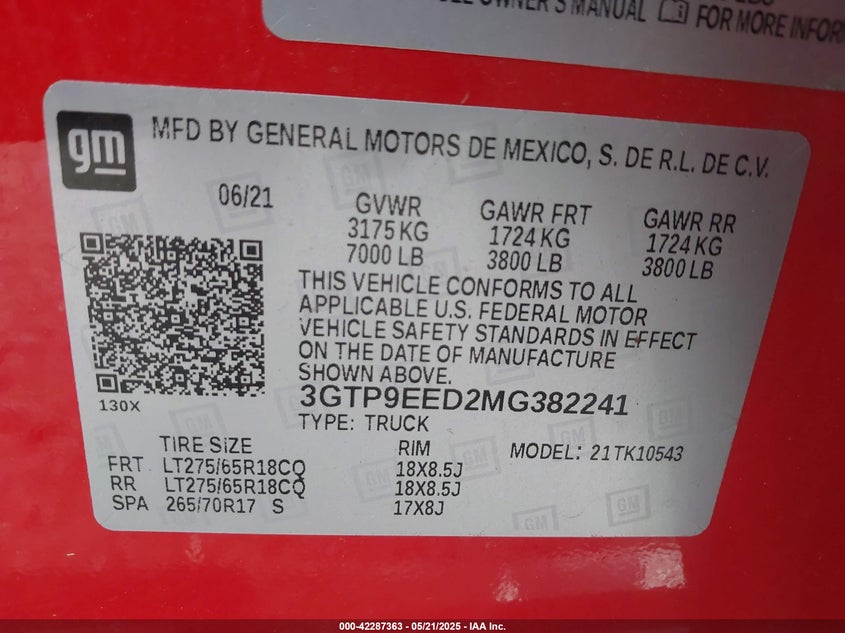 OWNER'S MANUAL FOR MORE INFOR
gm
MFD BY GENERAL MOTORS DE MEXICO, S. DE R.L. DE C.V.
06/21
GVWR GAWR FRT GAWR RR
3175 KG 1724 KG 1724 KG
7000 LB 3800 LB 3800 LB
THIS VEHICLE CONFORMS TO ALL
APPLICABLE U.S. FEDERAL MOTOR
VEHICLE SAFETY STANDARDS IN EFFECT
ON THE DATE OF MANUFACTURE
SHOWN ABOVE.
130X
3GTP9EED2MG382241
TYPE: TRUCK
TIRE SIZE RIM MODEL: 21TK10543
FRT LT275/65R18CQ 18X8.5J
RR LT275/65R18CQ 18X8.5J
SPA 265/70R17 S 17X8J
000-42287363 - 05/21/2025 - IAA Inc.